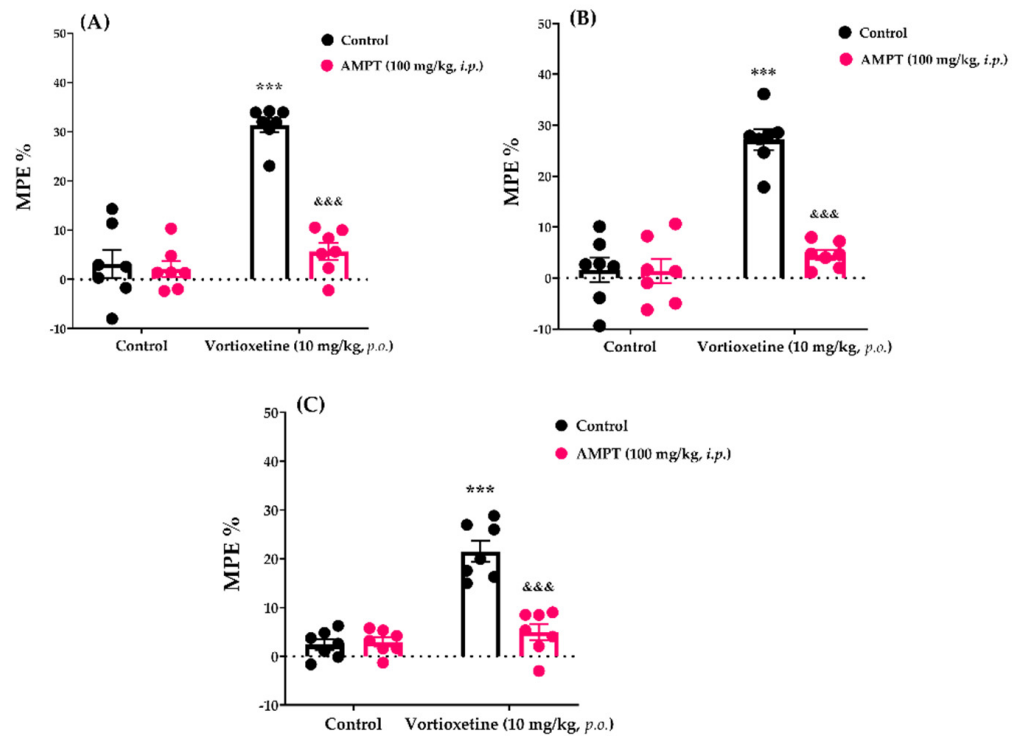 (A)
50
40
30
20
10
0
-10
MPE %
Control
AMPT (100 mg/kg, i.p.)
***
&&&
Control
Vortioxetine (10 mg/kg, p.o.)
(B)
50
40
30
20
10
0
-10
MPE %
Control
AMPT (100 mg/kg, i.p.)
***
&&&
Control
Vortioxetine (10 mg/kg, p.o.)
(C)
50
40
30
20
10
0
-10
MPE %
Control
AMPT (100 mg/kg, i.p.)
***
&&&
Control
Vortioxetine (10 mg/kg, p.o.)